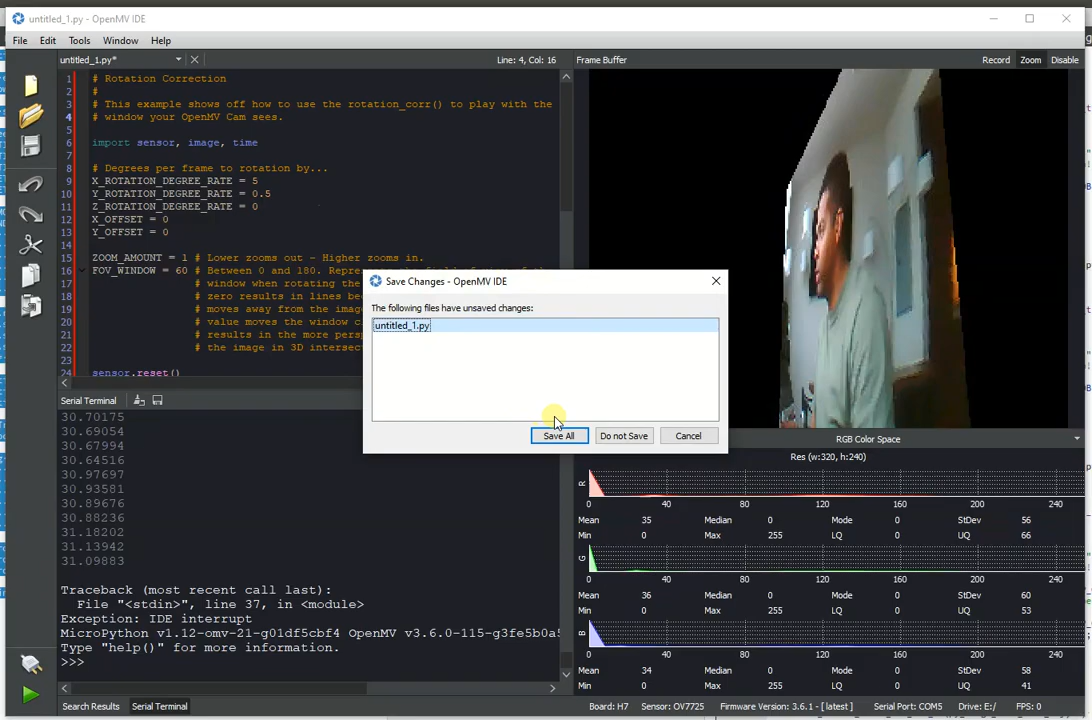 untitled_1.py - OpenMV IDE
File Edit Tools Window Help
untitled_1.py* Line: 4, Col: 16 Frame Buffer Record Zoom Disable
1 # Rotation Correction
2 #
3 # This example shows off how to use the rotation_corr() to play with the
4 # window your OpenMV Cam sees.
5
6 import sensor, image, time
7
8 # Degrees per frame to rotation by...
9 X_ROTATION_DEGREE_RATE = 5
10 Y_ROTATION_DEGREE_RATE = 0.5
11 Z_ROTATION_DEGREE_RATE = 0
12 X_OFFSET = 0
13 Y_OFFSET = 0
14
15 ZOOM_AMOUNT = 1 # Lower zooms out - Higher zooms in.
16 FOV_WINDOW = 60 # Between 0 and 180.
17 # window when rotating the
18 # zero results in lines
19 # moves away from the
20 # value moves the window
21 # results in the more
22 # the image in 3D
23
24 sensor.reset()
Save Changes - OpenMV IDE
The following files have unsaved changes:
untitled_1.py
Save All Do not Save Cancel
Serial Terminal
30.70175
30.69054
30.67994
30.64516
30.97697
30.93581
30.89676
30.88236
31.18202
31.13942
31.09883
Traceback (most recent call last):
File "<stdin>", line 37, in <module>
Exception: IDE interrupt
MicroPython v1.12-omv-21-g01df5cbf4 OpenMV v3.6.0-115-g3fe5b0a
Type "help()" for more information.
>>>
RGB Color Space
Res (w:320, h:240)
R
0 40 80 120 160 200 240
Mean 35 Median 0 Mode 0 StDev 56
Min 0 Max 255 LQ 0 UQ 66
G
0 40 80 120 160 200 240
Mean 36 Median 0 Mode 0 StDev 60
Min 0 Max 255 LQ 0 UQ 53
B
0 40 80 120 160 200 240
Mean 34 Median 0 Mode 0 StDev 58
Min 0 Max 255 LQ 0 UQ 41
Search Results Serial Terminal Board: H7 Sensor: OV7725 Firmware Version: 3.6.1 - [ latest ] Serial Port: COM5 Drive: E:/ FPS: 0